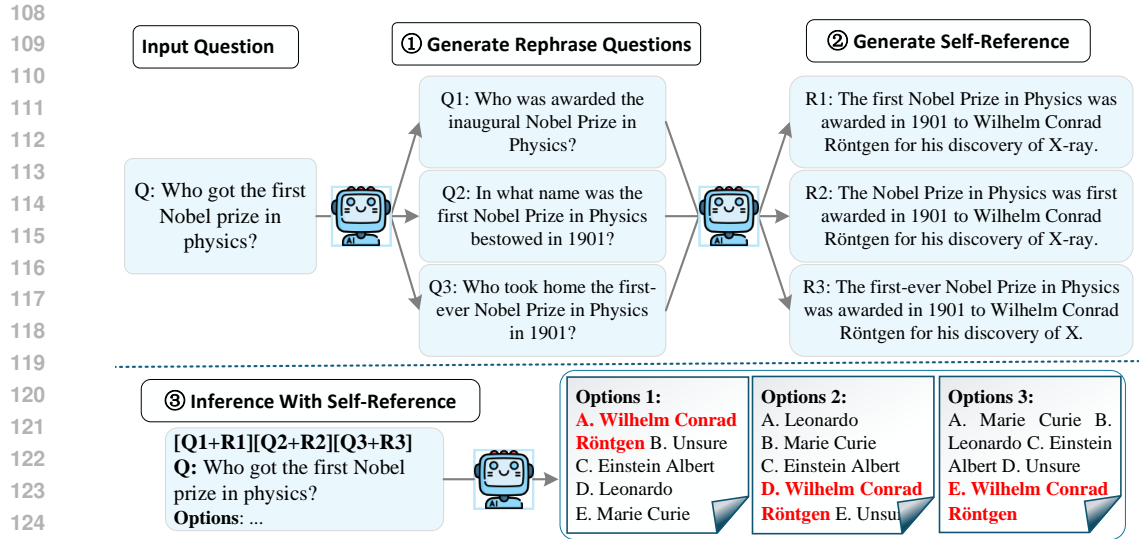 108
109
110
111
112
113
114
115
116
117
118
119
120
121
122
123
124
Input Question
① Generate Rephrase Questions
② Generate Self-Reference
Q: Who got the first
Nobel prize in
physics?
AI
Q1: Who was awarded the
inaugural Nobel Prize in
Physics?
Q2: In what name was the
first Nobel Prize in Physics
bestowed in 1901?
Q3: Who took home the first-
ever Nobel Prize in Physics
in 1901?
AI
R1: The first Nobel Prize in Physics was
awarded in 1901 to Wilhelm Conrad
Röntgen for his discovery of X-ray.
R2: The Nobel Prize in Physics was first
awarded in 1901 to Wilhelm Conrad
Röntgen for his discovery of X-ray.
R3: The first-ever Nobel Prize in Physics
was awarded in 1901 to Wilhelm Conrad
Röntgen for his discovery of X.
③ Inference With Self-Reference
[Q1+R1][Q2+R2][Q3+R3]
Q: Who got the first Nobel
prize in physics?
Options: ...
AI
Options 1:
A. Wilhelm Conrad
Röntgen B. Unsure
C. Einstein Albert
D. Leonardo
E. Marie Curie
Options 2:
A. Leonardo
B. Marie Curie
C. Einstein Albert
D. Wilhelm Conrad
Röntgen E. Unsur
Options 3:
A. Marie Curie B.
Leonardo C. Einstein
Albert D. Unsure
E. Wilhelm Conrad
Röntgen